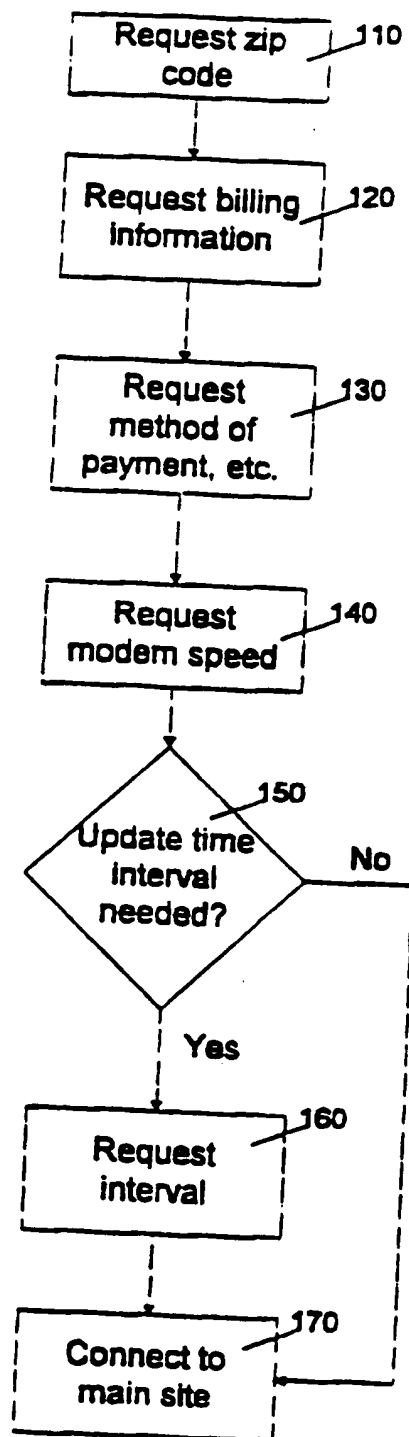 Request zip
code
110
Request billing
information
120
Request
method of
payment, etc.
130
Request
modem speed
140
Update time
interval
needed?
150
No
Yes
Request
interval
160
Connect to
main site
170